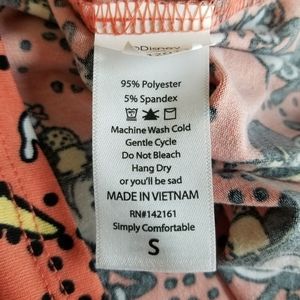 Disney
95% Polyester
5% Spandex
Machine Wash Cold
Gentle Cycle
Do Not Bleach
Hang Dry
or you'll be sad
MADE IN VIETNAM
RN#142161
Simply Comfortable
S